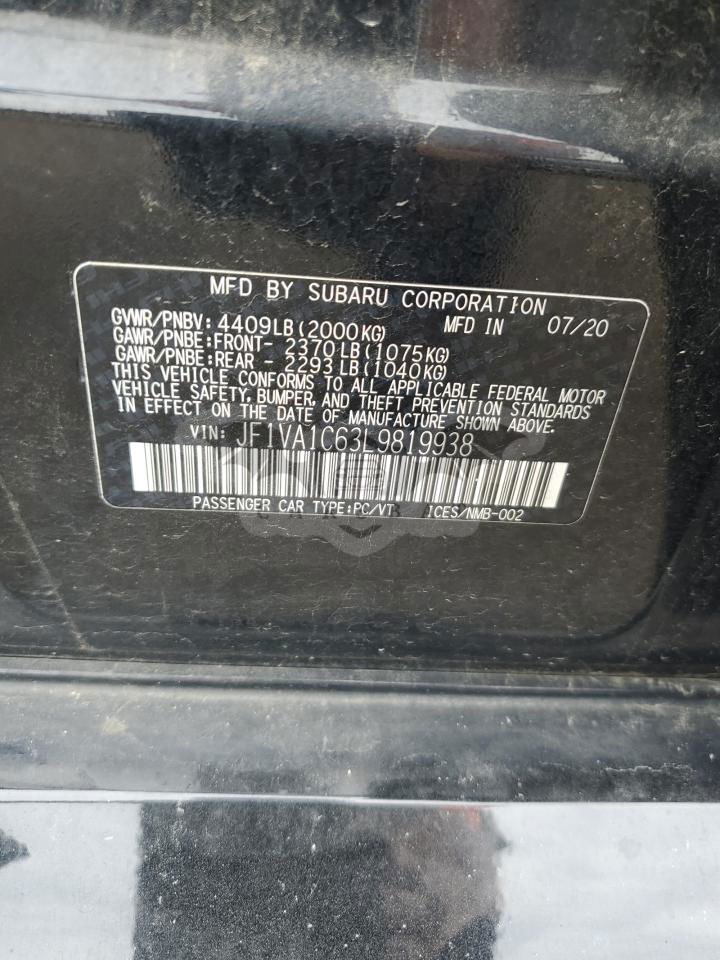 MFD BY SUBARU CORPORATION
GVWR/PNBV: 4409LB(2000KG) MFD IN 07/20
GAWR/PNBE:FRONT- 2370LB(1075KG)
GAWR/PNBE:REAR - 2293LB(1040KG)
THIS VEHICLE CONFORMS TO ALL APPLICABLE FEDERAL MOTOR
VEHICLE SAFETY, BUMPER, AND THEFT PREVENTION STANDARDS
IN EFFECT ON THE DATE OF MANUFACTURE SHOWN ABOVE.
VIN: JF1VA1C63L9819938
PASSENGER CAR TYPE:PC/VT ICES/NMB-002